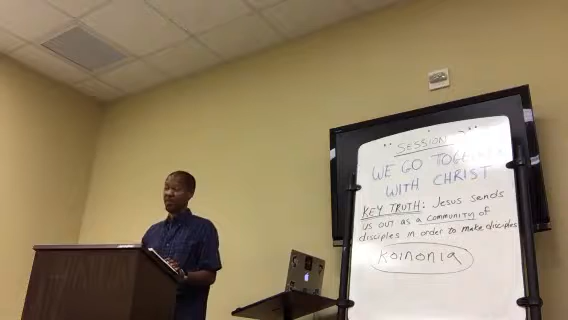 "SESSION
WE GO TOGETHER
WITH CHRIST
KEY TRUTH: Jesus sends
us out as a community of
disciples in order to make disciples
KOINONIA